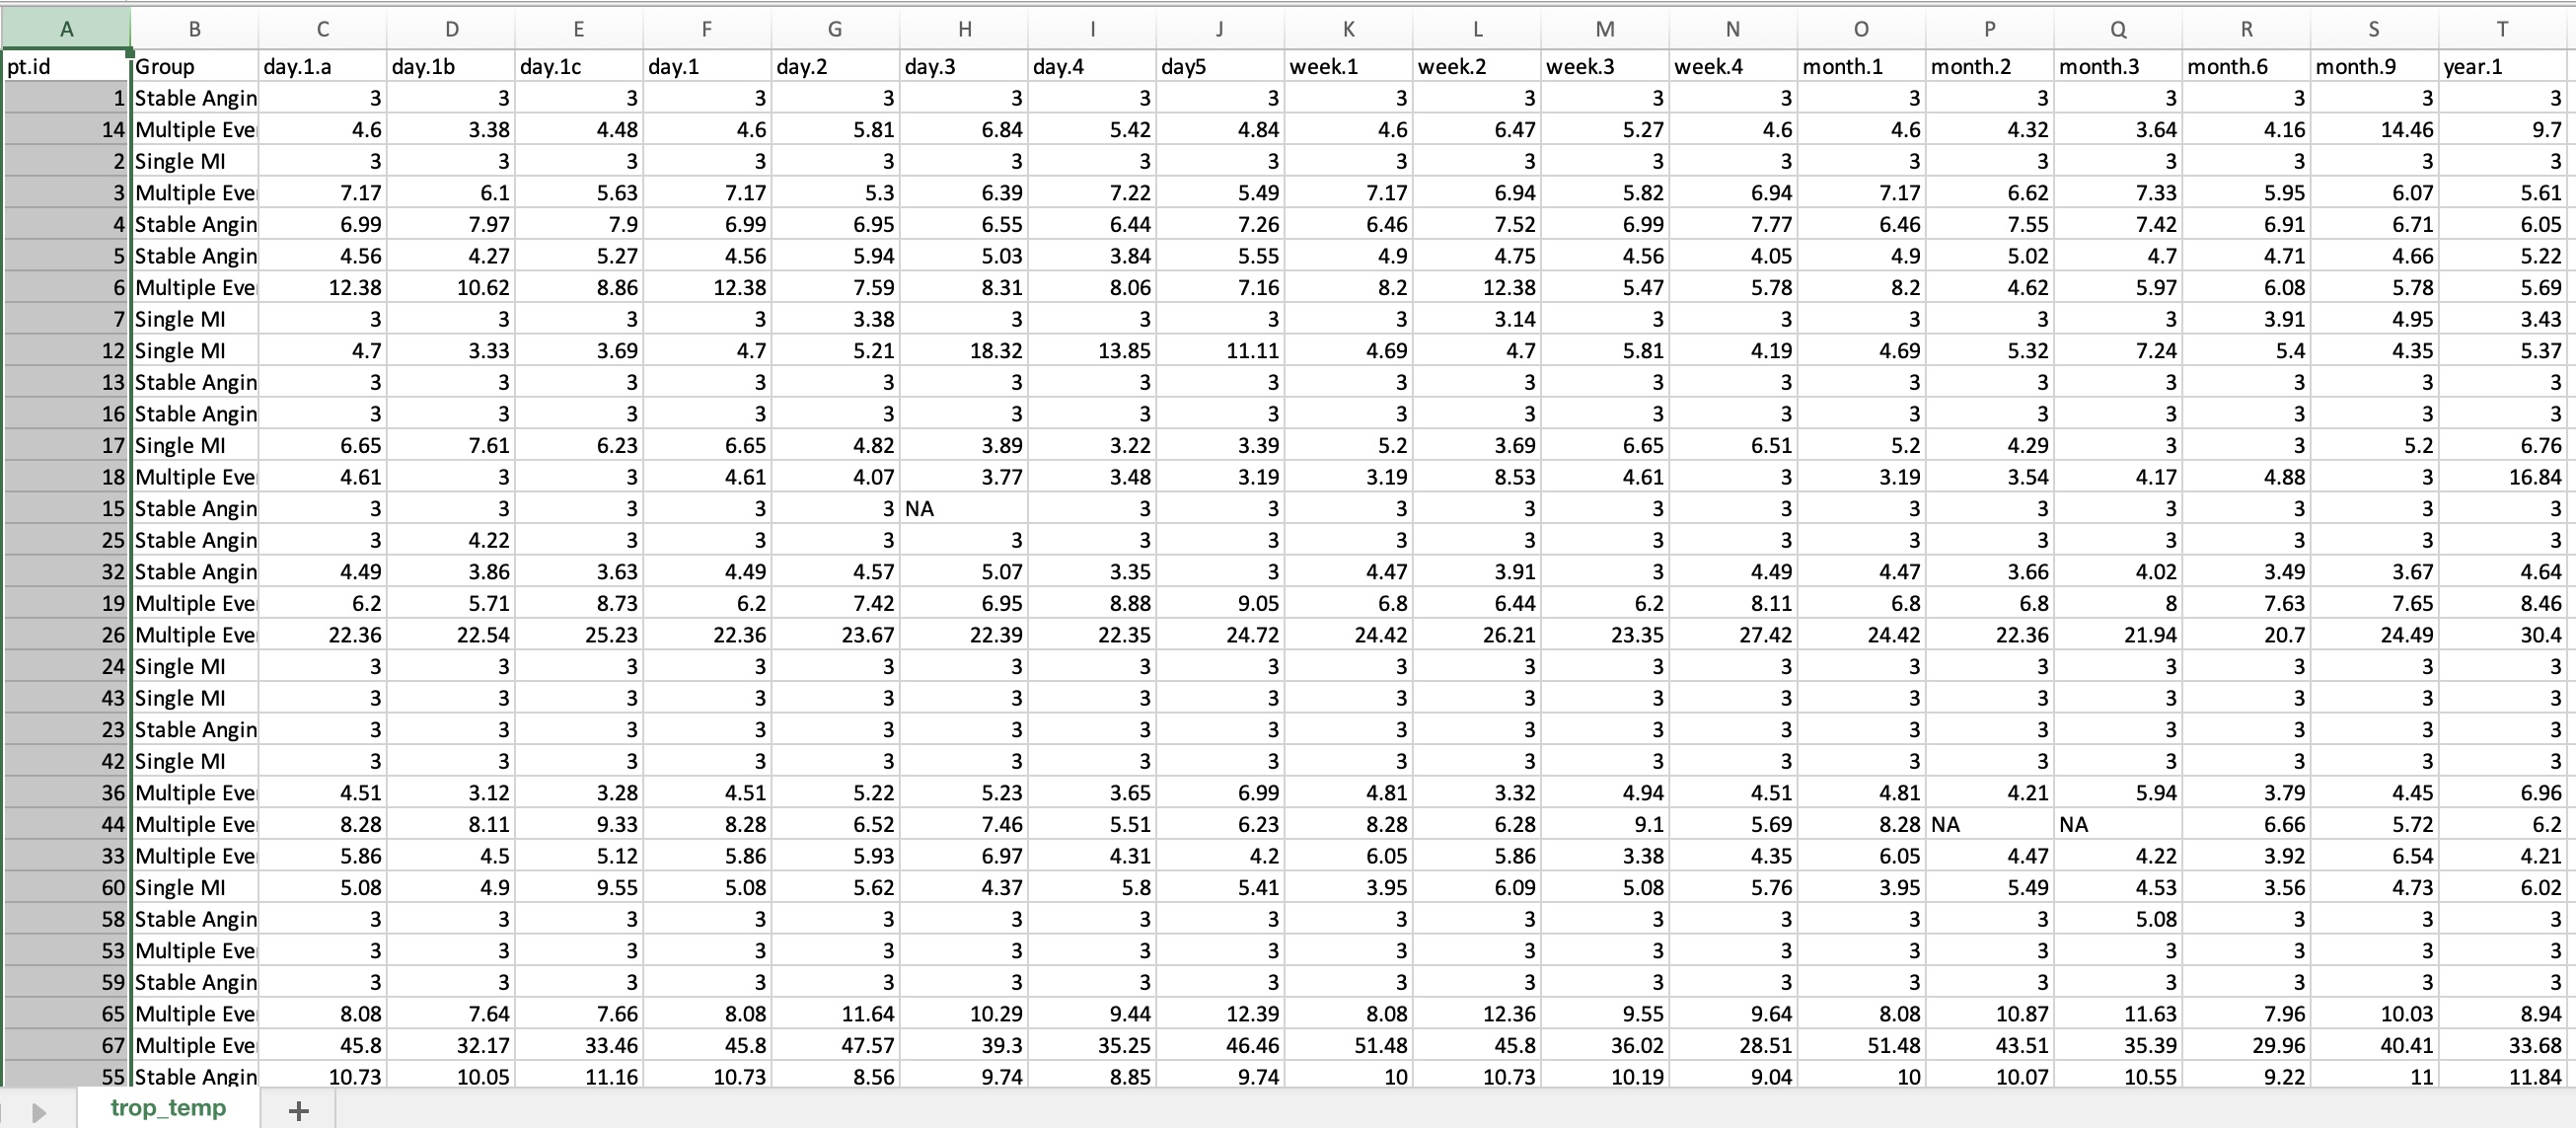 A B C D E F G H I J K L M N O P Q R S T
pt.id Group day.1.a day.1b day.1c day.1 day.2 day.3 day.4 day5 week.1 week.2 week.3 week.4 month.1 month.2 month.3 month.6 month.9 year.1
1 Stable Angin 3 3 3 3 3 3 3 3 3 3 3 3 3 3 3 3 3 3
14 Multiple Eve 4.6 3.38 4.48 4.6 5.81 6.84 5.42 4.84 4.6 6.47 5.27 4.6 4.6 4.32 3.64 4.16 14.46 9.7
2 Single MI 3 3 3 3 3 3 3 3 3 3 3 3 3 3 3 3 3 3
3 Multiple Eve 7.17 6.1 5.63 7.17 5.3 6.39 7.22 5.49 7.17 6.94 5.82 6.94 7.17 6.62 7.33 5.95 6.07 5.61
4 Stable Angin 6.99 7.97 7.9 6.99 6.95 6.55 6.44 7.26 6.46 7.52 6.99 7.77 6.46 7.55 7.42 6.91 6.71 6.05
5 Stable Angin 4.56 4.27 5.27 4.56 5.94 5.03 3.84 5.55 4.9 4.75 4.56 4.05 4.9 5.02 4.7 4.71 4.66 5.22
6 Multiple Eve 12.38 10.62 8.86 12.38 7.59 8.31 8.06 7.16 8.2 12.38 5.47 5.78 8.2 4.62 5.97 6.08 5.78 5.69
7 Single MI 3 3 3 3 3.38 3 3 3 3 3.14 3 3 3 3 3 3.91 4.95 3.43
12 Single MI 4.7 3.33 3.69 4.7 5.21 18.32 13.85 11.11 4.69 4.7 5.81 4.19 4.69 5.32 7.24 5.4 4.35 5.37
13 Stable Angin 3 3 3 3 3 3 3 3 3 3 3 3 3 3 3 3 3 3
16 Stable Angin 3 3 3 3 3 3 3 3 3 3 3 3 3 3 3 3 3 3
17 Single MI 6.65 7.61 6.23 6.65 4.82 3.89 3.22 3.39 5.2 3.69 6.65 6.51 5.2 4.29 3 3 5.2 6.76
18 Multiple Eve 4.61 3 3 4.61 4.07 3.77 3.48 3.19 3.19 8.53 4.61 3 3.19 3.54 4.17 4.88 3 16.84
15 Stable Angin 3 3 3 3 3 NA 3 3 3 3 3 3 3 3 3 3 3 3
25 Stable Angin 3 4.22 3 3 3 3 3 3 3 3 3 3 3 3 3 3 3 3
32 Stable Angin 4.49 3.86 3.63 4.49 4.57 5.07 3.35 3 4.47 3.91 3 4.49 4.47 3.66 4.02 3.49 3.67 4.64
19 Multiple Eve 6.2 5.71 8.73 6.2 7.42 6.95 8.88 9.05 6.8 6.44 6.2 8.11 6.8 6.8 8 7.63 7.65 8.46
26 Multiple Eve 22.36 22.54 25.23 22.36 23.67 22.39 22.35 24.72 24.42 26.21 23.35 27.42 24.42 22.36 21.94 20.7 24.49 30.4
24 Single MI 3 3 3 3 3 3 3 3 3 3 3 3 3 3 3 3 3 3
43 Single MI 3 3 3 3 3 3 3 3 3 3 3 3 3 3 3 3 3 3
23 Stable Angin 3 3 3 3 3 3 3 3 3 3 3 3 3 3 3 3 3 3
42 Single MI 3 3 3 3 3 3 3 3 3 3 3 3 3 3 3 3 3 3
36 Multiple Eve 4.51 3.12 3.28 4.51 5.22 5.23 3.65 6.99 4.81 3.32 4.94 4.51 4.81 4.21 5.94 3.79 4.45 6.96
44 Multiple Eve 8.28 8.11 9.33 8.28 6.52 7.46 5.51 6.23 8.28 6.28 9.1 5.69 8.28 NA NA 6.66 5.72 6.2
33 Multiple Eve 5.86 4.5 5.12 5.86 5.93 6.97 4.31 4.2 6.05 5.86 3.38 4.35 6.05 4.47 4.22 3.92 6.54 4.21
60 Single MI 5.08 4.9 9.55 5.08 5.62 4.37 5.8 5.41 3.95 6.09 5.08 5.76 3.95 5.49 4.53 3.56 4.73 6.02
58 Stable Angin 3 3 3 3 3 3 3 3 3 3 3 3 3 3 5.08 3 3 3
53 Multiple Eve 3 3 3 3 3 3 3 3 3 3 3 3 3 3 3 3 3 3
59 Stable Angin 3 3 3 3 3 3 3 3 3 3 3 3 3 3 3 3 3 3
65 Multiple Eve 8.08 7.64 7.66 8.08 11.64 10.29 9.44 12.39 8.08 12.36 9.55 9.64 8.08 10.87 11.63 7.96 10.03 8.94
67 Multiple Eve 45.8 32.17 33.46 45.8 47.57 39.3 35.25 46.46 51.48 45.8 36.02 28.51 51.48 43.51 35.39 29.96 40.41 33.68
55 Stable Angin 10.73 10.05 11.16 10.73 8.56 9.74 8.85 9.74 10 10.73 10.19 9.04 10 10.07 10.55 9.22 11 11.84
trop_temp +